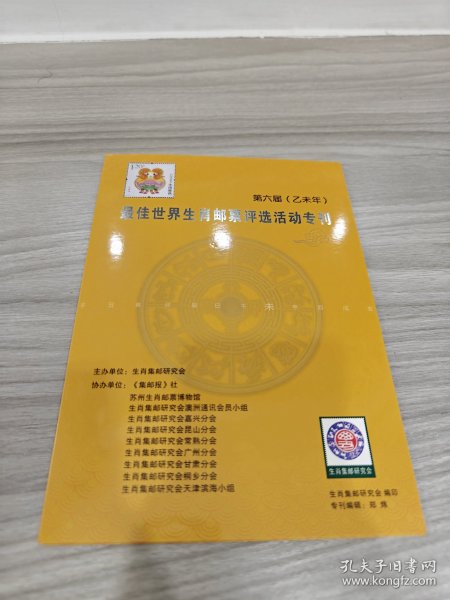 1.20元
第六届（乙未年）
最佳世界生肖邮票评选活动专刊
未
主办单位：生肖集邮研究会
协办单位：《集邮报》社
苏州生肖邮票博物馆
生肖集邮研究会澳洲通讯会员小组
生肖集邮研究会嘉兴分会
生肖集邮研究会昆山分会
生肖集邮研究会常熟分会
生肖集邮研究会广州分会
生肖集邮研究会甘肃分会
生肖集邮研究会桐乡分会
生肖集邮研究会天津滨海小组
生肖集邮研究会
生肖集邮研究会 编印
专刊编辑：郑 炜
孔夫子旧书网
www.kongfz.com